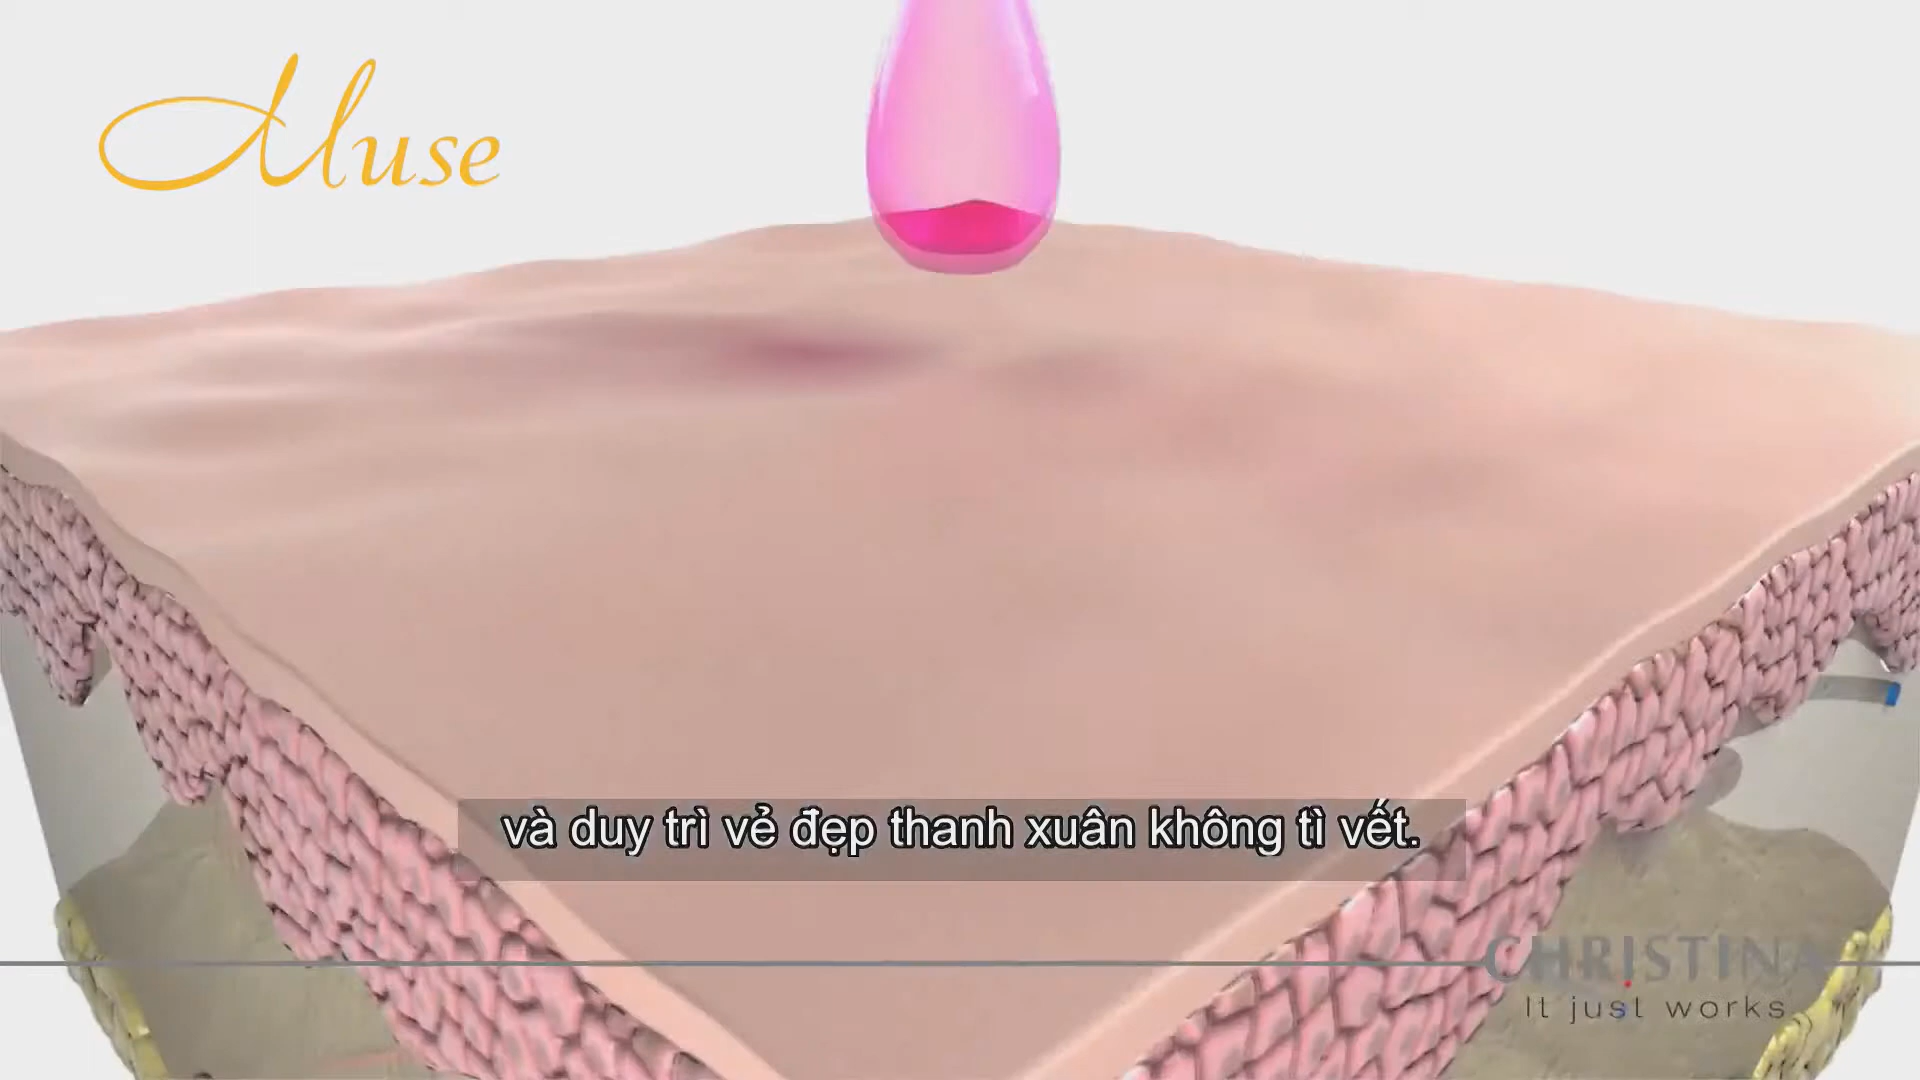 Muse
và duy trì vẻ đẹp thanh xuân không tì vết.
CHRISTINA
It just works